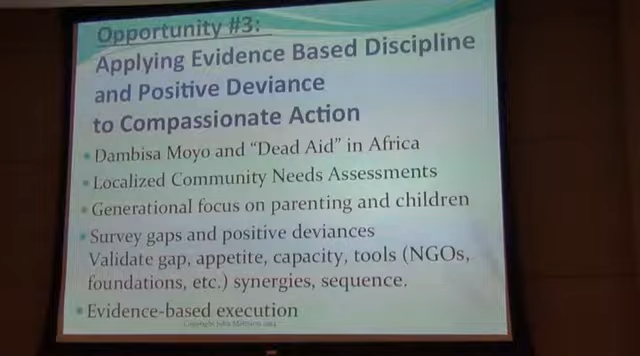 Opportunity #3:
Applying Evidence Based Discipline
and Positive Deviance
to Compassionate Action
• Dambisa Moyo and “Dead Aid” in Africa
• Localized Community Needs Assessments
• Generational focus on parenting and children
• Survey gaps and positive deviances
Validate gap, appetite, capacity, tools (NGOs,
foundations, etc.) synergies, sequence.
• Evidence-based execution
Copyright John